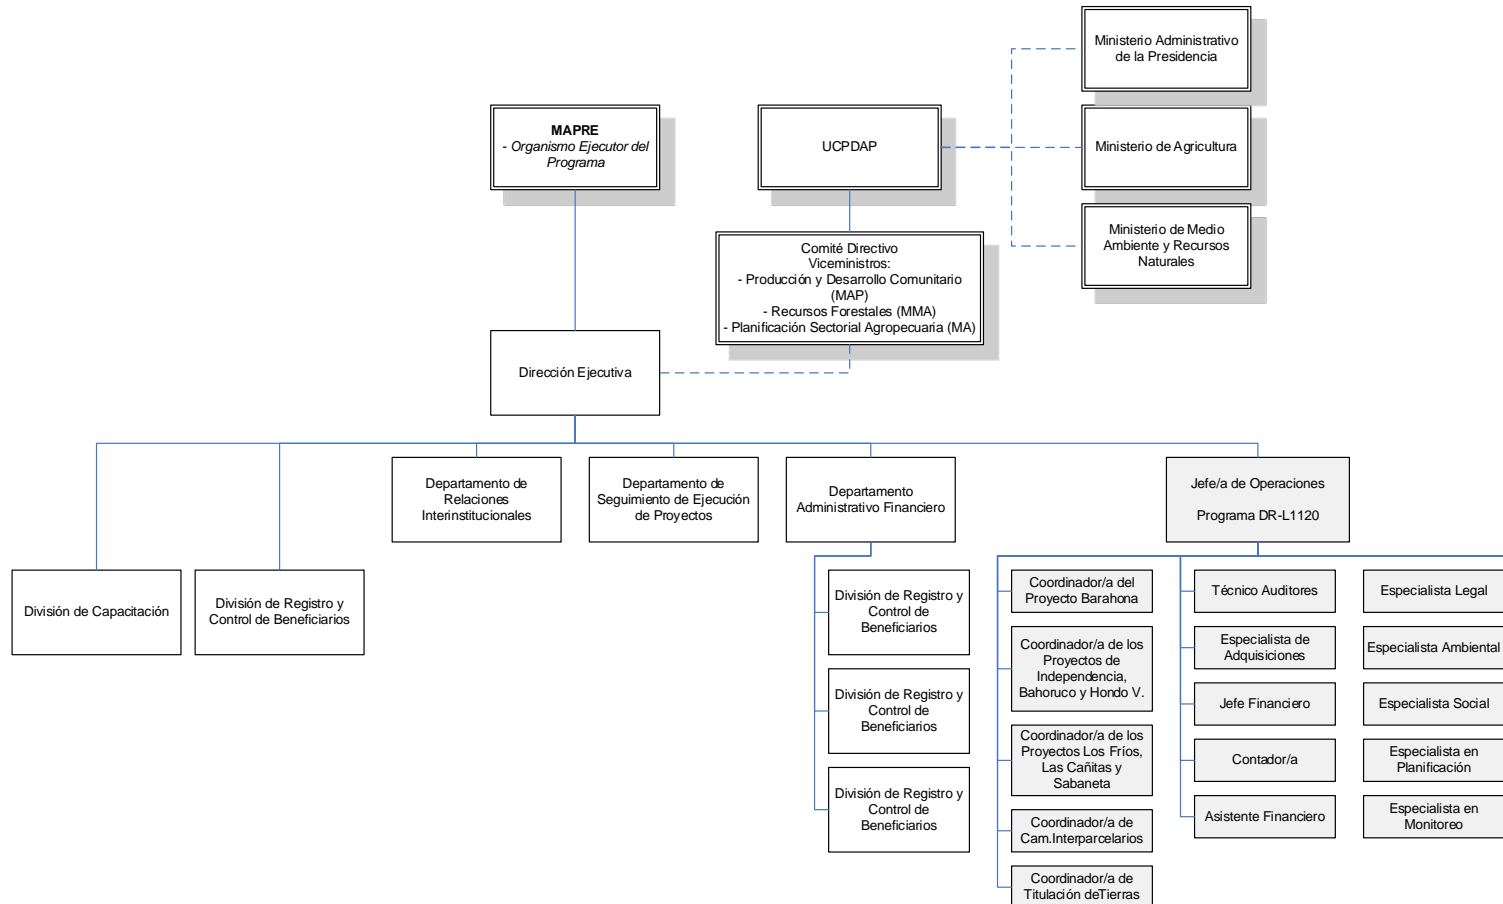 Ministerio Administrativo
de la Presidencia
MAPRE
- Organismo Ejecutor del
Programa
UCPDAP
Ministerio de Agricultura
Ministerio de Medio
Ambiente y Recursos
Naturales
Comité Directivo
Viceministros:
- Producción y Desarrollo Comunitario
(MAP)
- Recursos Forestales (MMA)
- Planificación Sectorial Agropecuaria (MA)
Dirección Ejecutiva
Departamento de
Relaciones
Interinstitucionales
Departamento de
Seguimiento de Ejecución
de Proyectos
Departamento
Administrativo Financiero
Jefe/a de Operaciones
Programa DR-L1120
División de Capacitación
División de Registro y
Control de Beneficiarios
División de Registro y
Control de
Beneficiarios
División de Registro y
Control de
Beneficiarios
División de Registro y
Control de
Beneficiarios
Coordinador/a del
Proyecto Barahona
Coordinador/a de los
Proyectos de
Independencia,
Bahoruco y Hondo V.
Coordinador/a de los
Proyectos Los Fríos,
Las Cañitas y
Sabaneta
Coordinador/a de
Cam.Interparcelarios
Coordinador/a de
Titulación deTierras
Técnico Auditores
Especialista de
Adquisiciones
Jefe Financiero
Contador/a
Asistente Financiero
Especialista Legal
Especialista Ambiental
Especialista Social
Especialista en
Planificación
Especialista en
Monitoreo